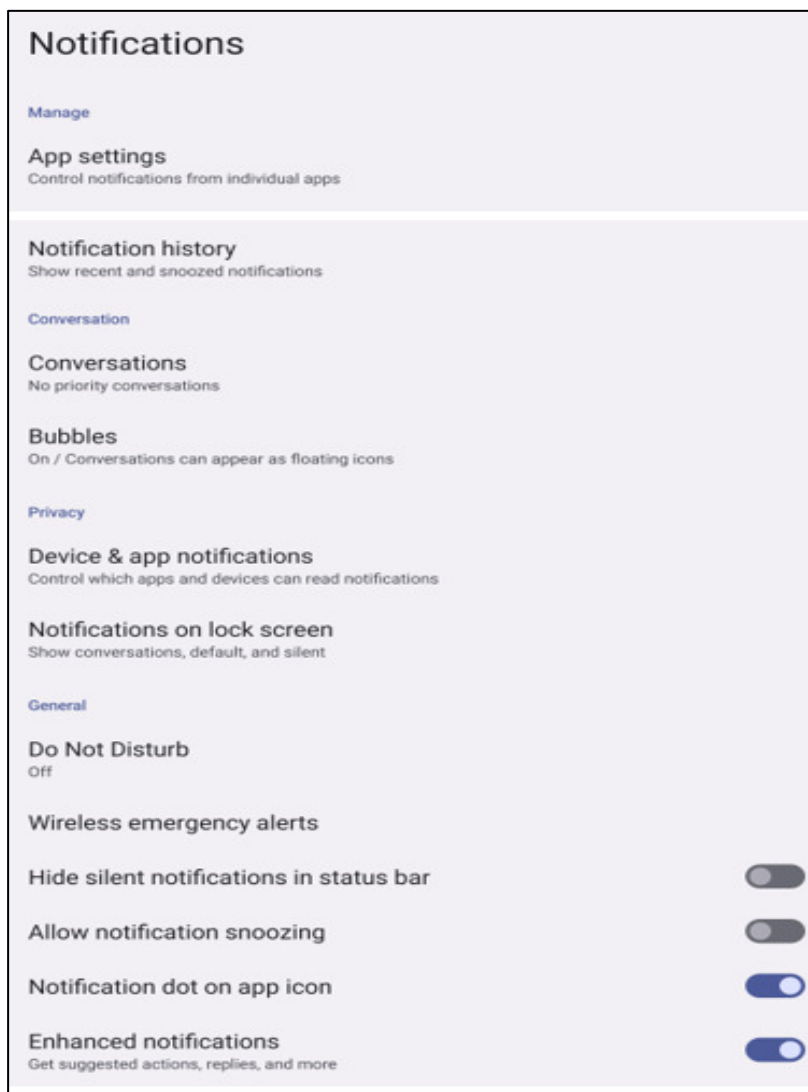 Notifications
Manage
App settings
Control notifications from individual apps
Notification history
Show recent and snoozed notifications
Conversation
Conversations
No priority conversations
Bubbles
On / Conversations can appear as floating icons
Privacy
Device & app notifications
Control which apps and devices can read notifications
Notifications on lock screen
Show conversations, default, and silent
General
Do Not Disturb
Off
Wireless emergency alerts
Hide silent notifications in status bar
Allow notification snoozing
Notification dot on app icon
Enhanced notifications
Get suggested actions, replies, and more